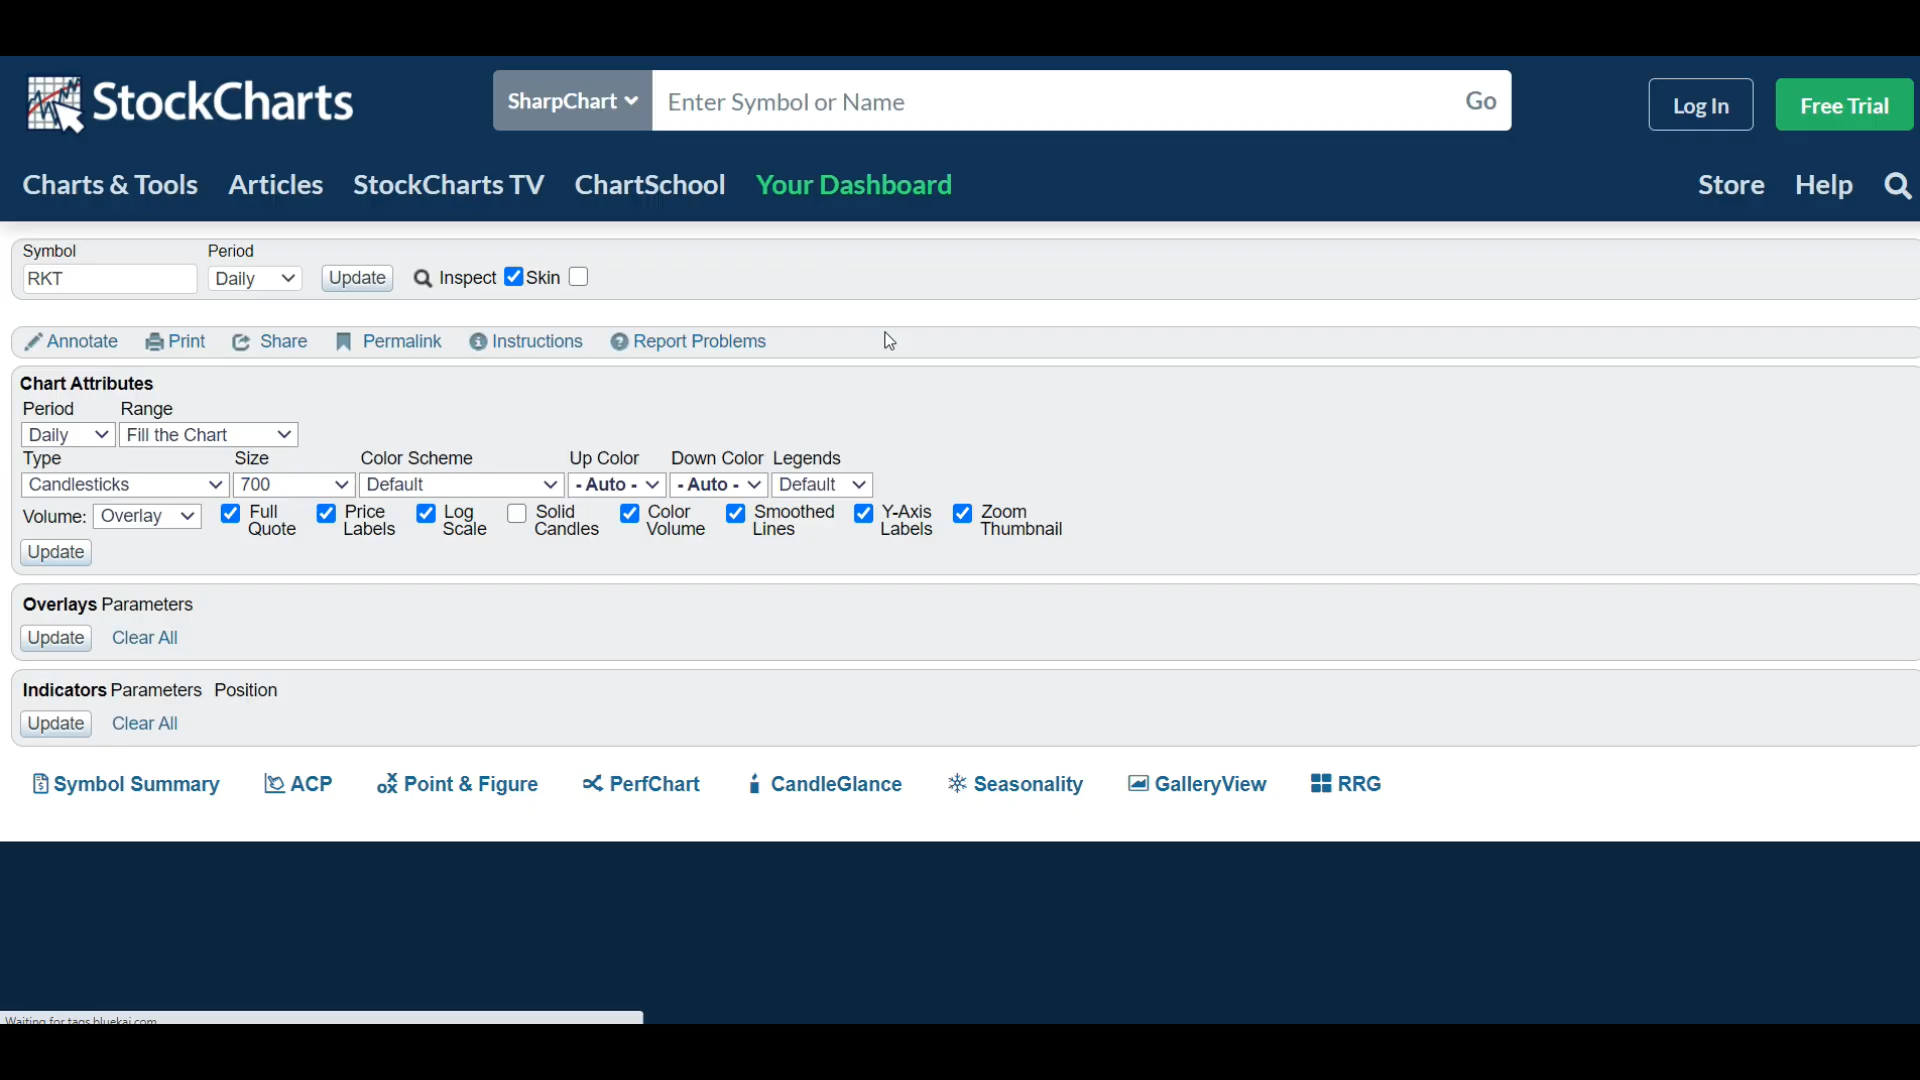 StockCharts
SharpChart
Enter Symbol or Name
Go
Log In
Free Trial
Charts & Tools
Articles
StockCharts TV
ChartSchool
Your Dashboard
Store
Help
Symbol
Period
RKT
Daily
Update
Inspect
Skin
Annotate
Print
Share
Permalink
Instructions
Report Problems
Chart Attributes
Period
Range
Daily
Fill the Chart
Type
Size
Color Scheme
Up Color
Down Color
Legends
Candlesticks
700
Default
- Auto -
- Auto -
Default
Volume:
Overlay
Full
Quote
Price
Labels
Log
Scale
Solid
Candles
Color
Volume
Smoothed
Lines
Y-Axis
Labels
Zoom
Thumbnail
Update
Overlays Parameters
Update
Clear All
Indicators Parameters Position
Update
Clear All
Symbol Summary
ACP
Point & Figure
PerfChart
CandleGlance
Seasonality
GalleryView
RRG
Waiting for tags.bluekai.com...